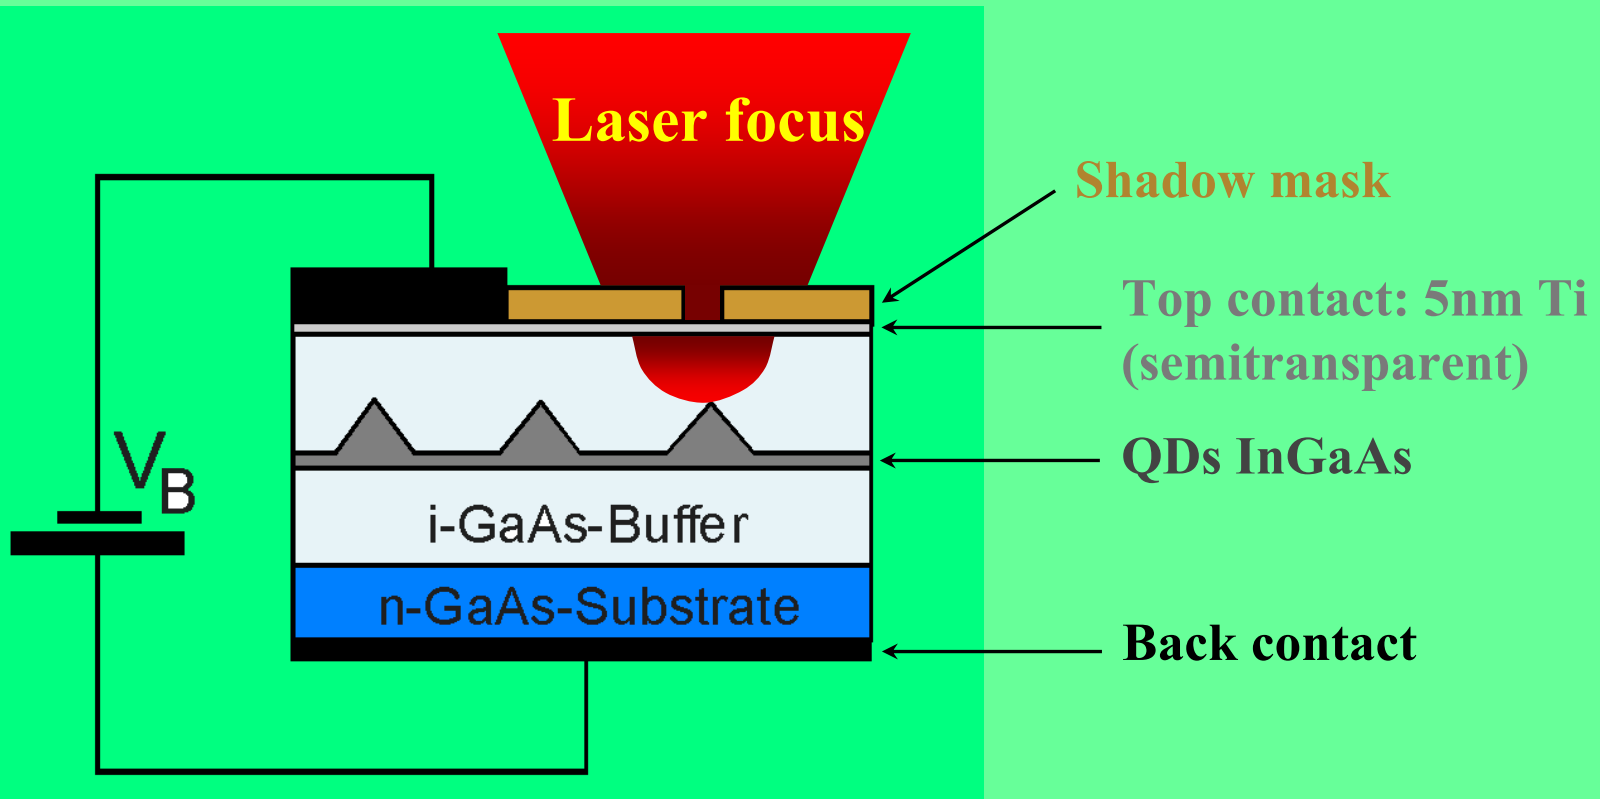 Laser focus
Shadow mask
Top contact: 5nm Ti
(semitransparent)
VB
QDs InGaAs
i-GaAs-Buffer
n-GaAs-Substrate
Back contact